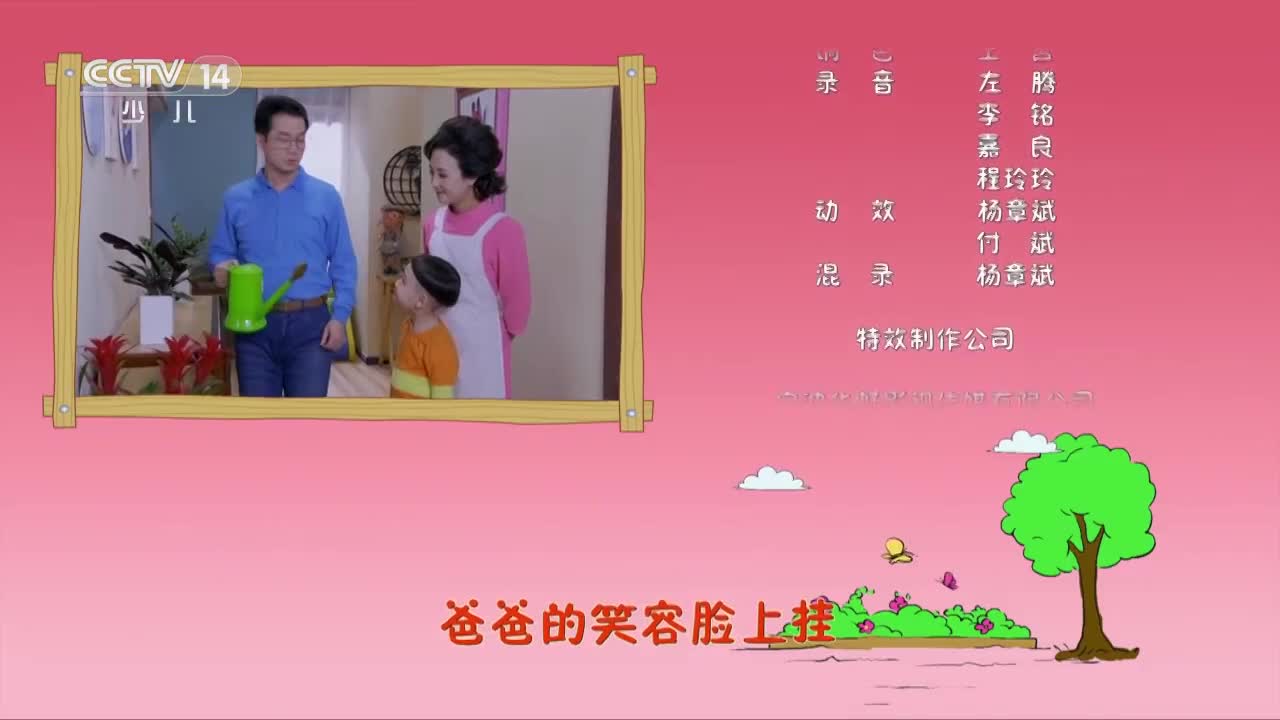 CCTV 14
少儿
录音 左腾
李铭
嘉良
程玲玲
动效 杨章斌
付斌
混录 杨章斌
特效制作公司
爸爸的笑容脸上挂